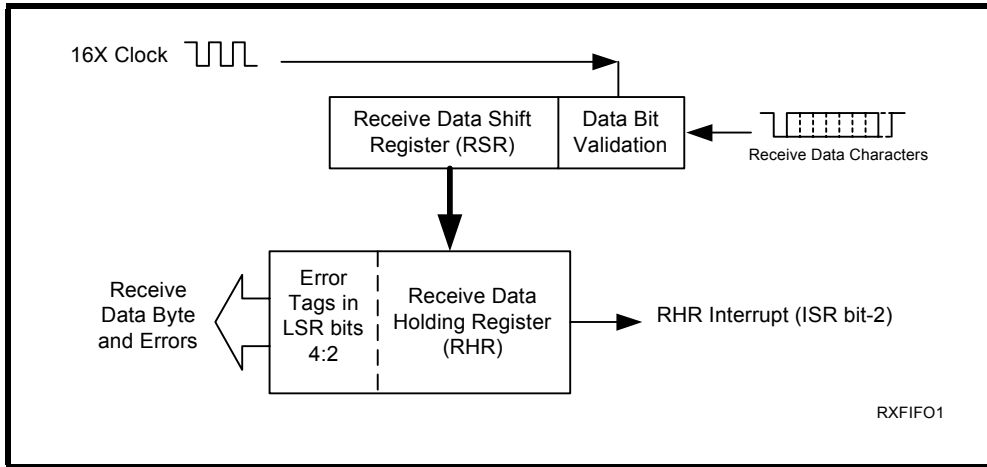 16X Clock
Receive Data Shift
Register (RSR)
Data Bit
Validation
Receive Data Characters
Receive
Data Byte
and Errors
Error
Tags in
LSR bits
4:2
Receive Data
Holding Register
(RHR)
RHR Interrupt (ISR bit-2)
RXFIFO1